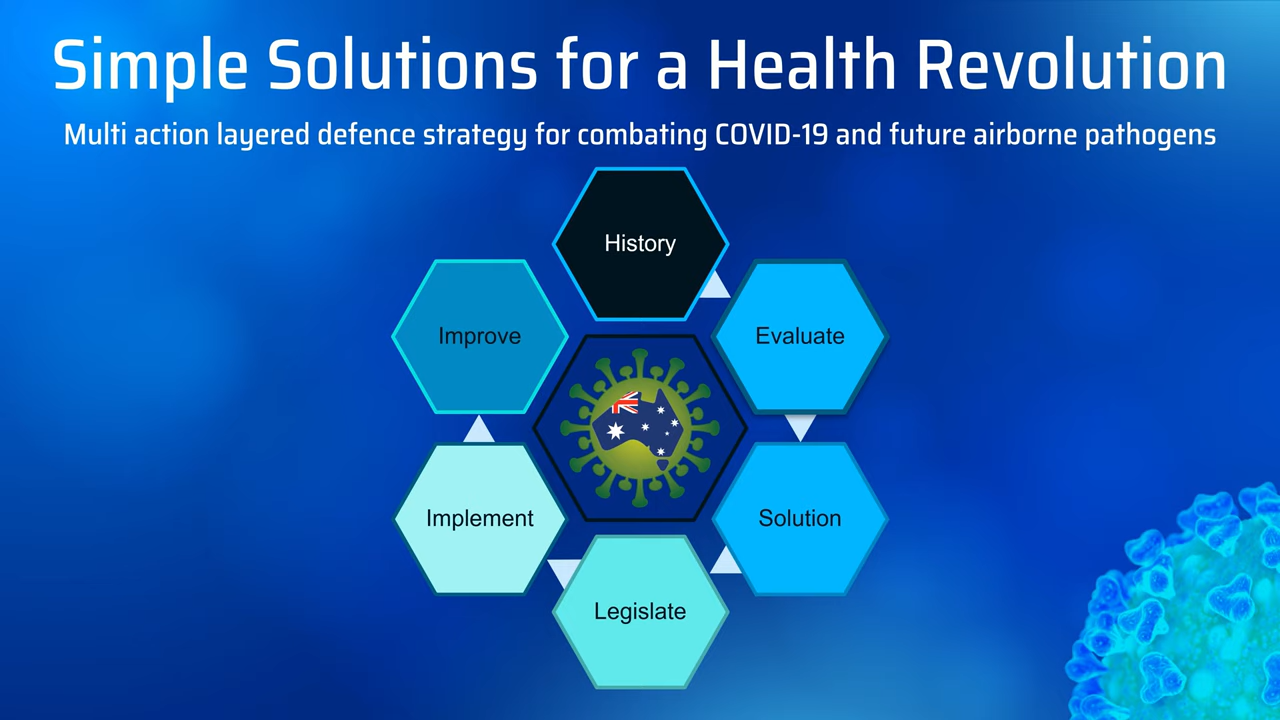 Simple Solutions for a Health Revolution
Multi action layered defence strategy for combating COVID-19 and future airborne pathogens
History
Evaluate
Solution
Legislate
Implement
Improve